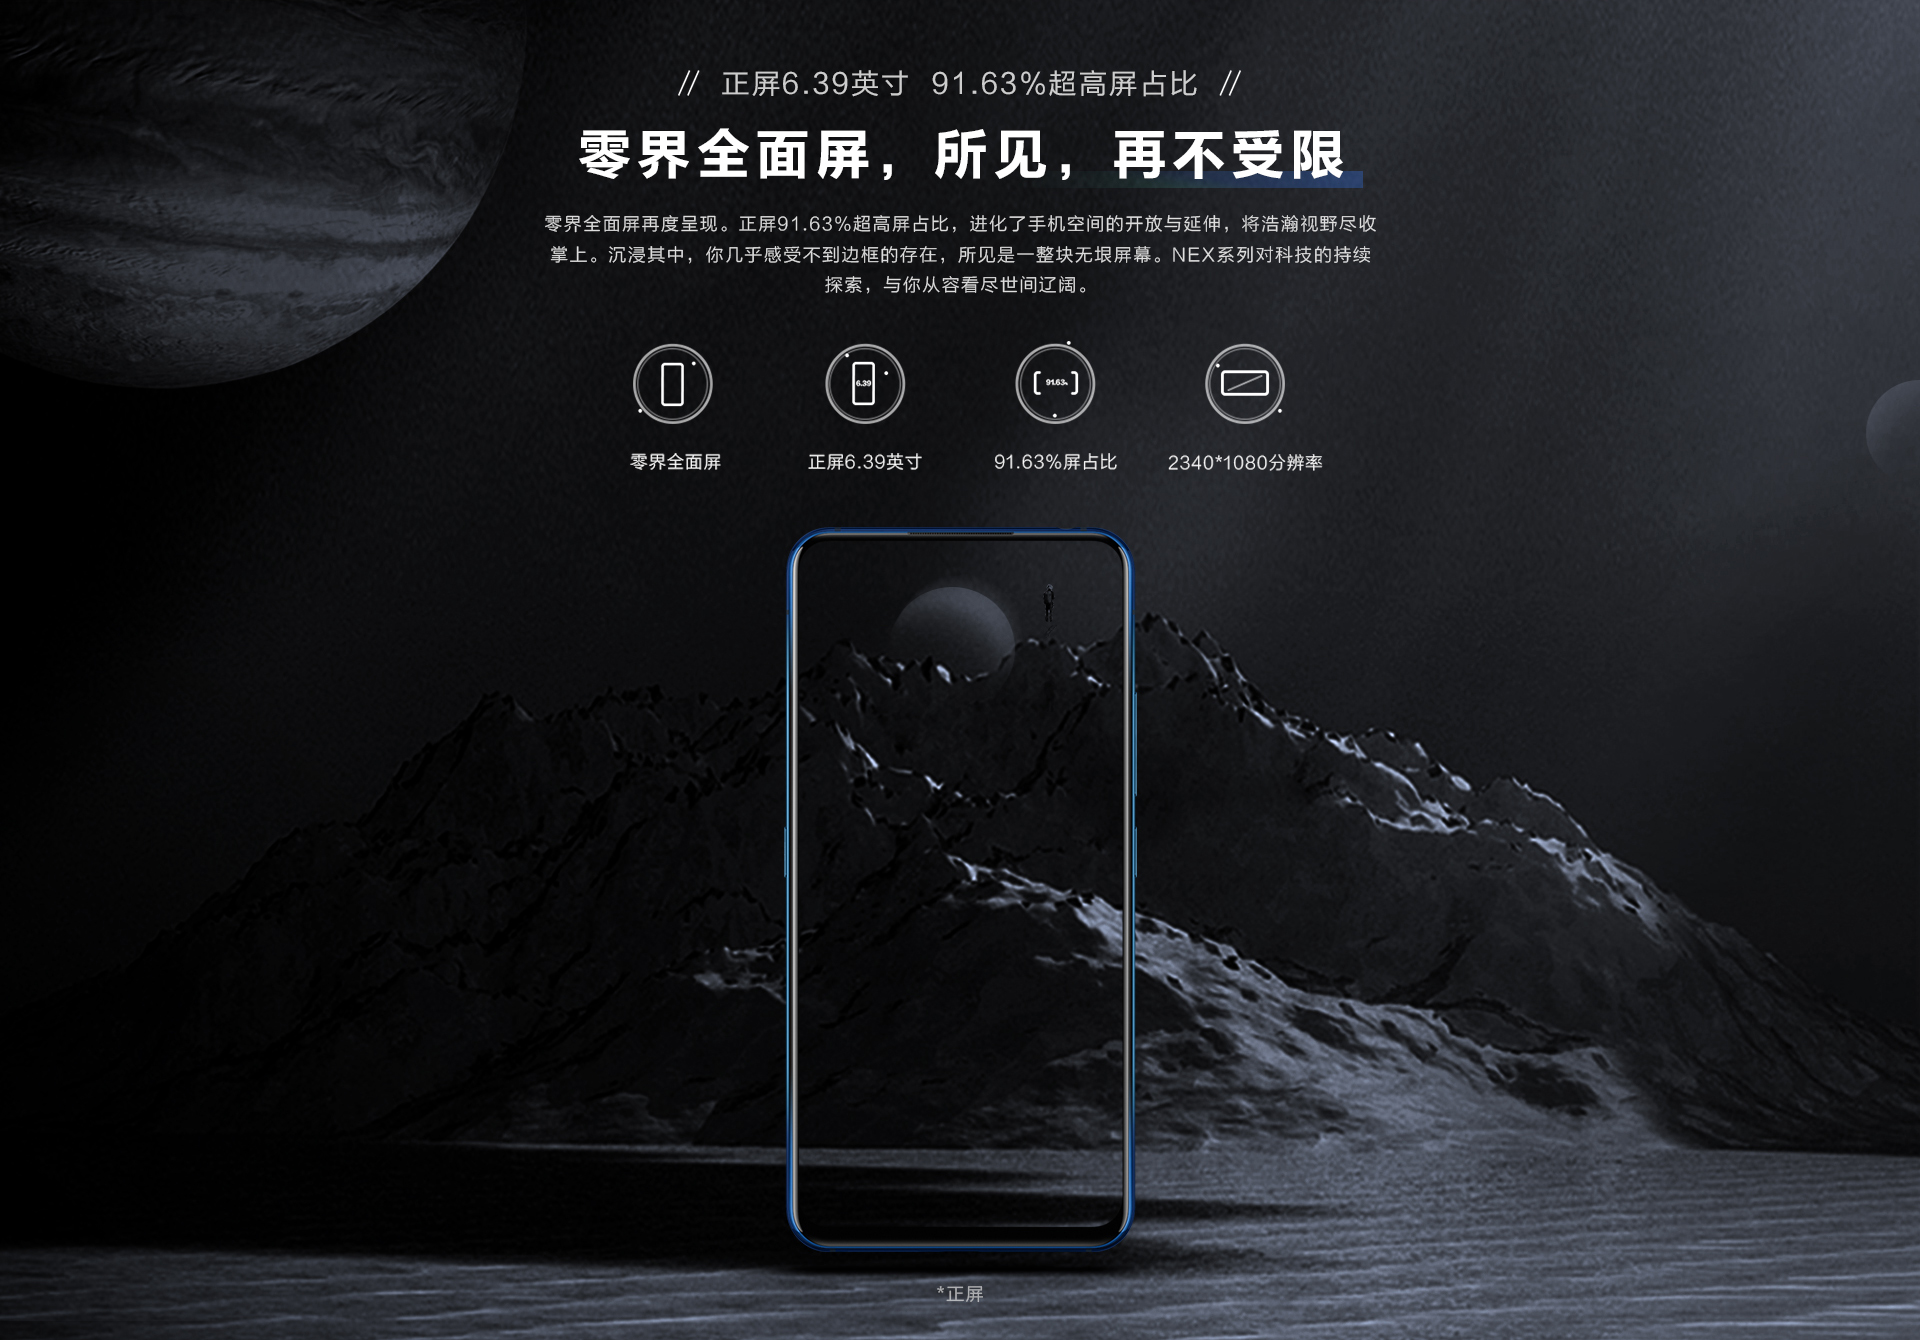 // 正屏6.39英寸 91.63%超高屏占比 //
零界全面屏，所见，再不受限
零界全面屏再度呈现。正屏91.63%超高屏占比，进化了手机空间的开放与延伸，将浩瀚视野尽收
掌上。沉浸其中，你几乎感受不到边框的存在，所见是一整块无垠屏幕。NEX系列对科技的持续
探索，与你从容看尽世间辽阔。
6.39
91.63%
零界全面屏
正屏6.39英寸
91.63%屏占比
2340*1080分辨率
*正屏